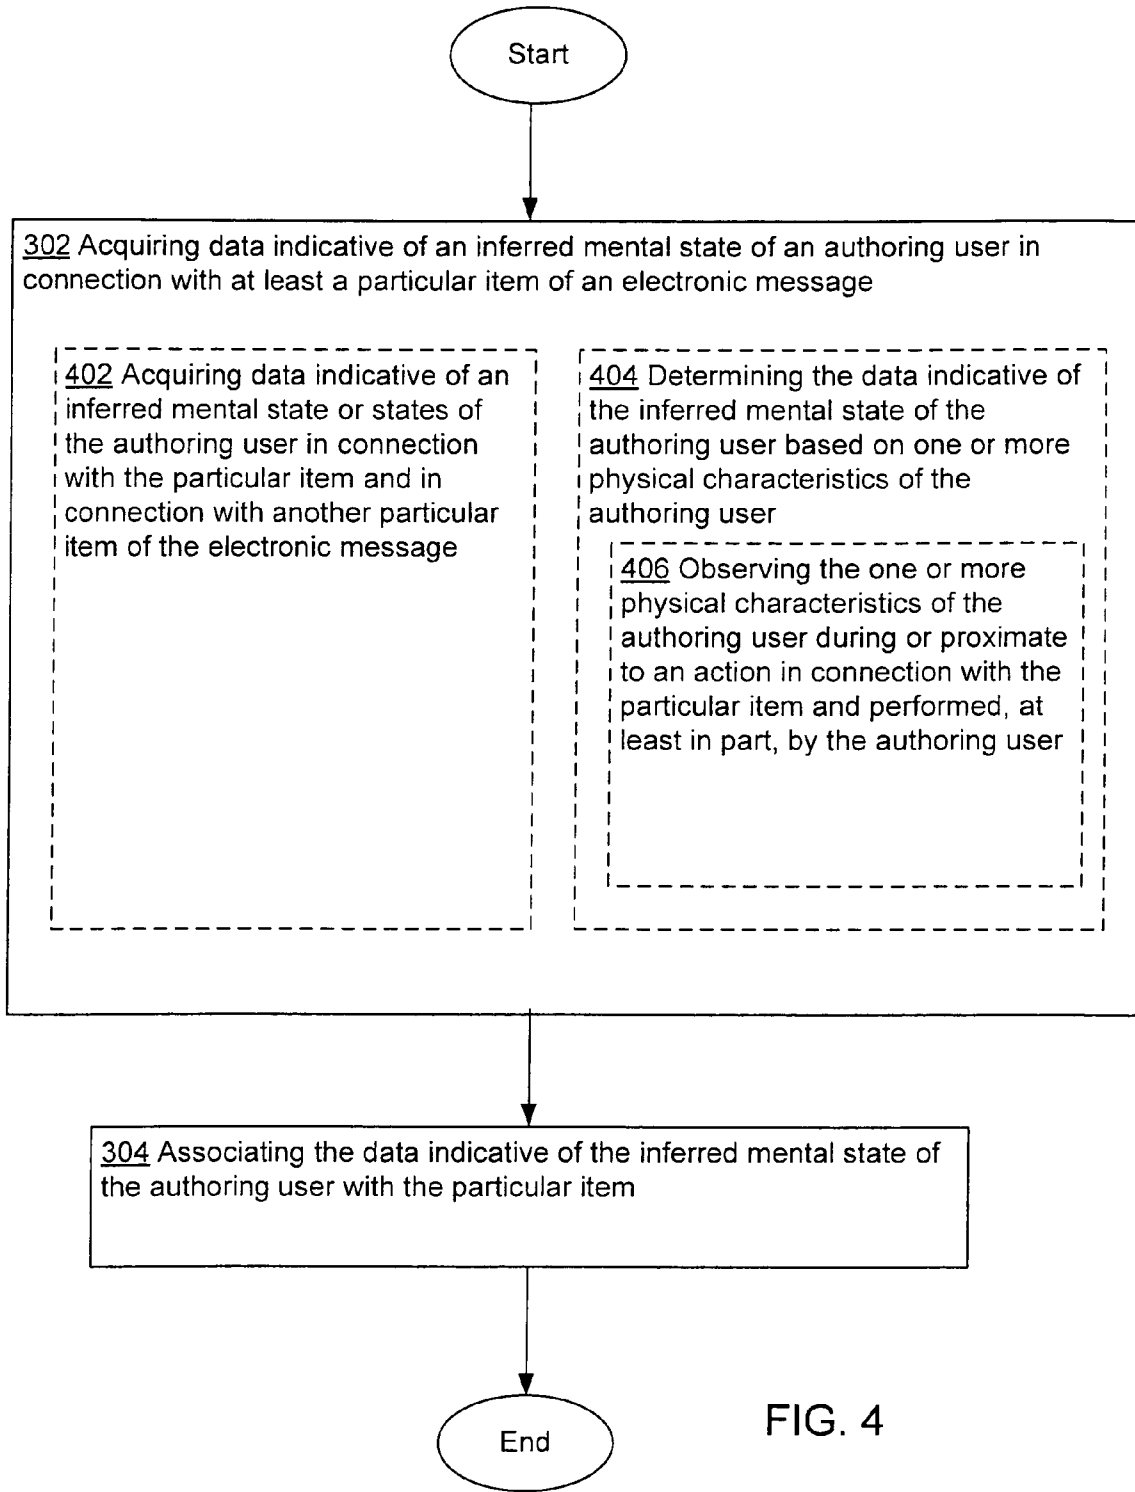 Start
302 Acquiring data indicative of an inferred mental state of an authoring user in
connection with at least a particular item of an electronic message
402 Acquiring data indicative of an
inferred mental state or states of
the authoring user in connection
with the particular item and in
connection with another particular
item of the electronic message
404 Determining the data indicative of
the inferred mental state of the
authoring user based on one or more
physical characteristics of the
authoring user
406 Observing the one or more
physical characteristics of the
authoring user during or proximate
to an action in connection with the
particular item and performed, at
least in part, by the authoring user
304 Associating the data indicative of the inferred mental state of
the authoring user with the particular item
End
FIG. 4